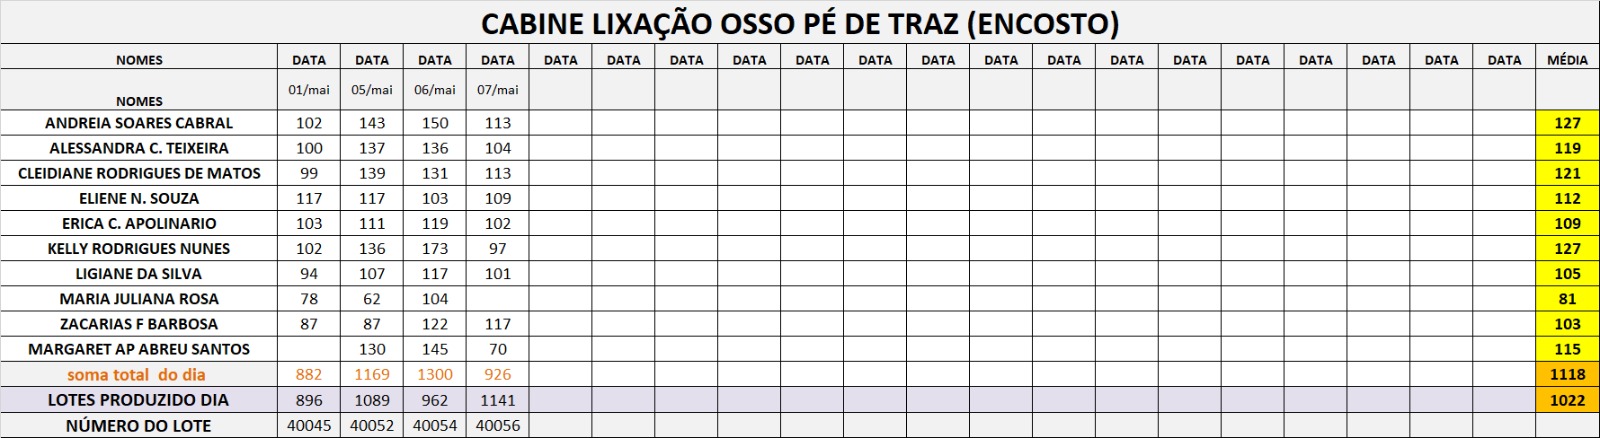 CABINE LIXAÇÃO OSSO PÉ DE TRAZ (ENCOSTO)
NOMES DATA DATA DATA DATA DATA DATA DATA DATA DATA DATA DATA DATA DATA DATA DATA DATA DATA DATA DATA DATA MÉDIA
NOMES 01/mai 05/mai 06/mai 07/mai
ANDREIA SOARES CABRAL 102 143 150 113 127
ALESSANDRA C. TEIXEIRA 100 137 136 104 119
CLEIDIANE RODRIGUES DE MATOS 99 139 131 113 121
ELIENE N. SOUZA 117 117 103 109 112
ERICA C. APOLINARIO 103 111 119 102 109
KELLY RODRIGUES NUNES 102 136 173 97 127
LIGIANE DA SILVA 94 107 117 101 105
MARIA JULIANA ROSA 78 62 104 81
ZACARIAS F BARBOSA 87 87 122 117 103
MARGARET AP ABREU SANTOS 130 145 70 115
soma total do dia 882 1169 1300 926 1118
LOTES PRODUZIDO DIA 896 1089 962 1141 1022
NÚMERO DO LOTE 40045 40052 40054 40056